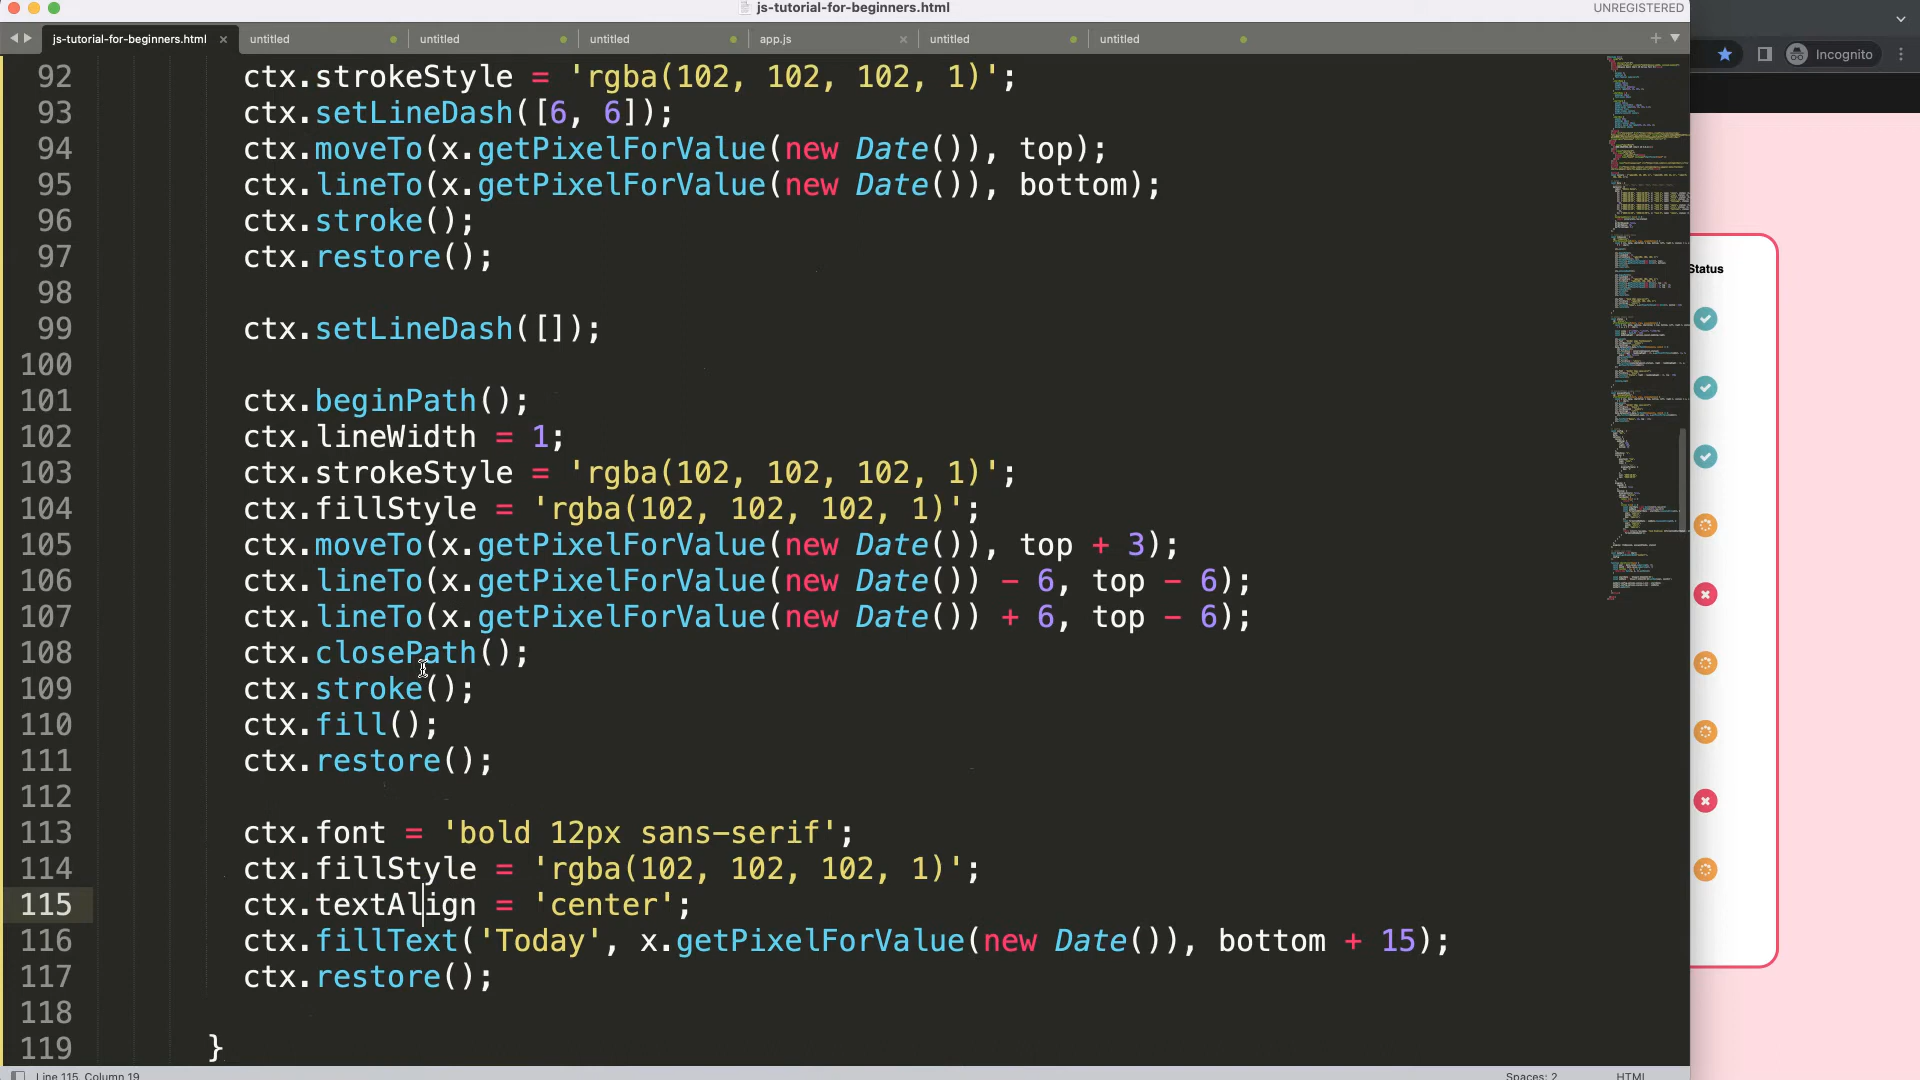 js-tutorial-for-beginners.html
UNREGISTERED
js-tutorial-for-beginners.html
untitled
untitled
untitled
app.js
untitled
untitled
Incognito
92 ctx.strokeStyle = 'rgba(102, 102, 102, 1)';
93 ctx.setLineDash([6, 6]);
94 ctx.moveTo(x.getPixelForValue(new Date()), top);
95 ctx.lineTo(x.getPixelForValue(new Date()), bottom);
96 ctx.stroke();
97 ctx.restore();
98
99 ctx.setLineDash([]);
100
101 ctx.beginPath();
102 ctx.lineWidth = 1;
103 ctx.strokeStyle = 'rgba(102, 102, 102, 1)';
104 ctx.fillStyle = 'rgba(102, 102, 102, 1)';
105 ctx.moveTo(x.getPixelForValue(new Date()), top + 3);
106 ctx.lineTo(x.getPixelForValue(new Date()) - 6, top - 6);
107 ctx.lineTo(x.getPixelForValue(new Date()) + 6, top - 6);
108 ctx.closePath();
109 ctx.stroke();
110 ctx.fill();
111 ctx.restore();
112
113 ctx.font = 'bold 12px sans-serif';
114 ctx.fillStyle = 'rgba(102, 102, 102, 1)';
115 ctx.textAlign = 'center';
116 ctx.fillText('Today', x.getPixelForValue(new Date()), bottom + 15);
117 ctx.restore();
118
119 }
Status
Line 115, Column 19
Spaces: 2
HTML